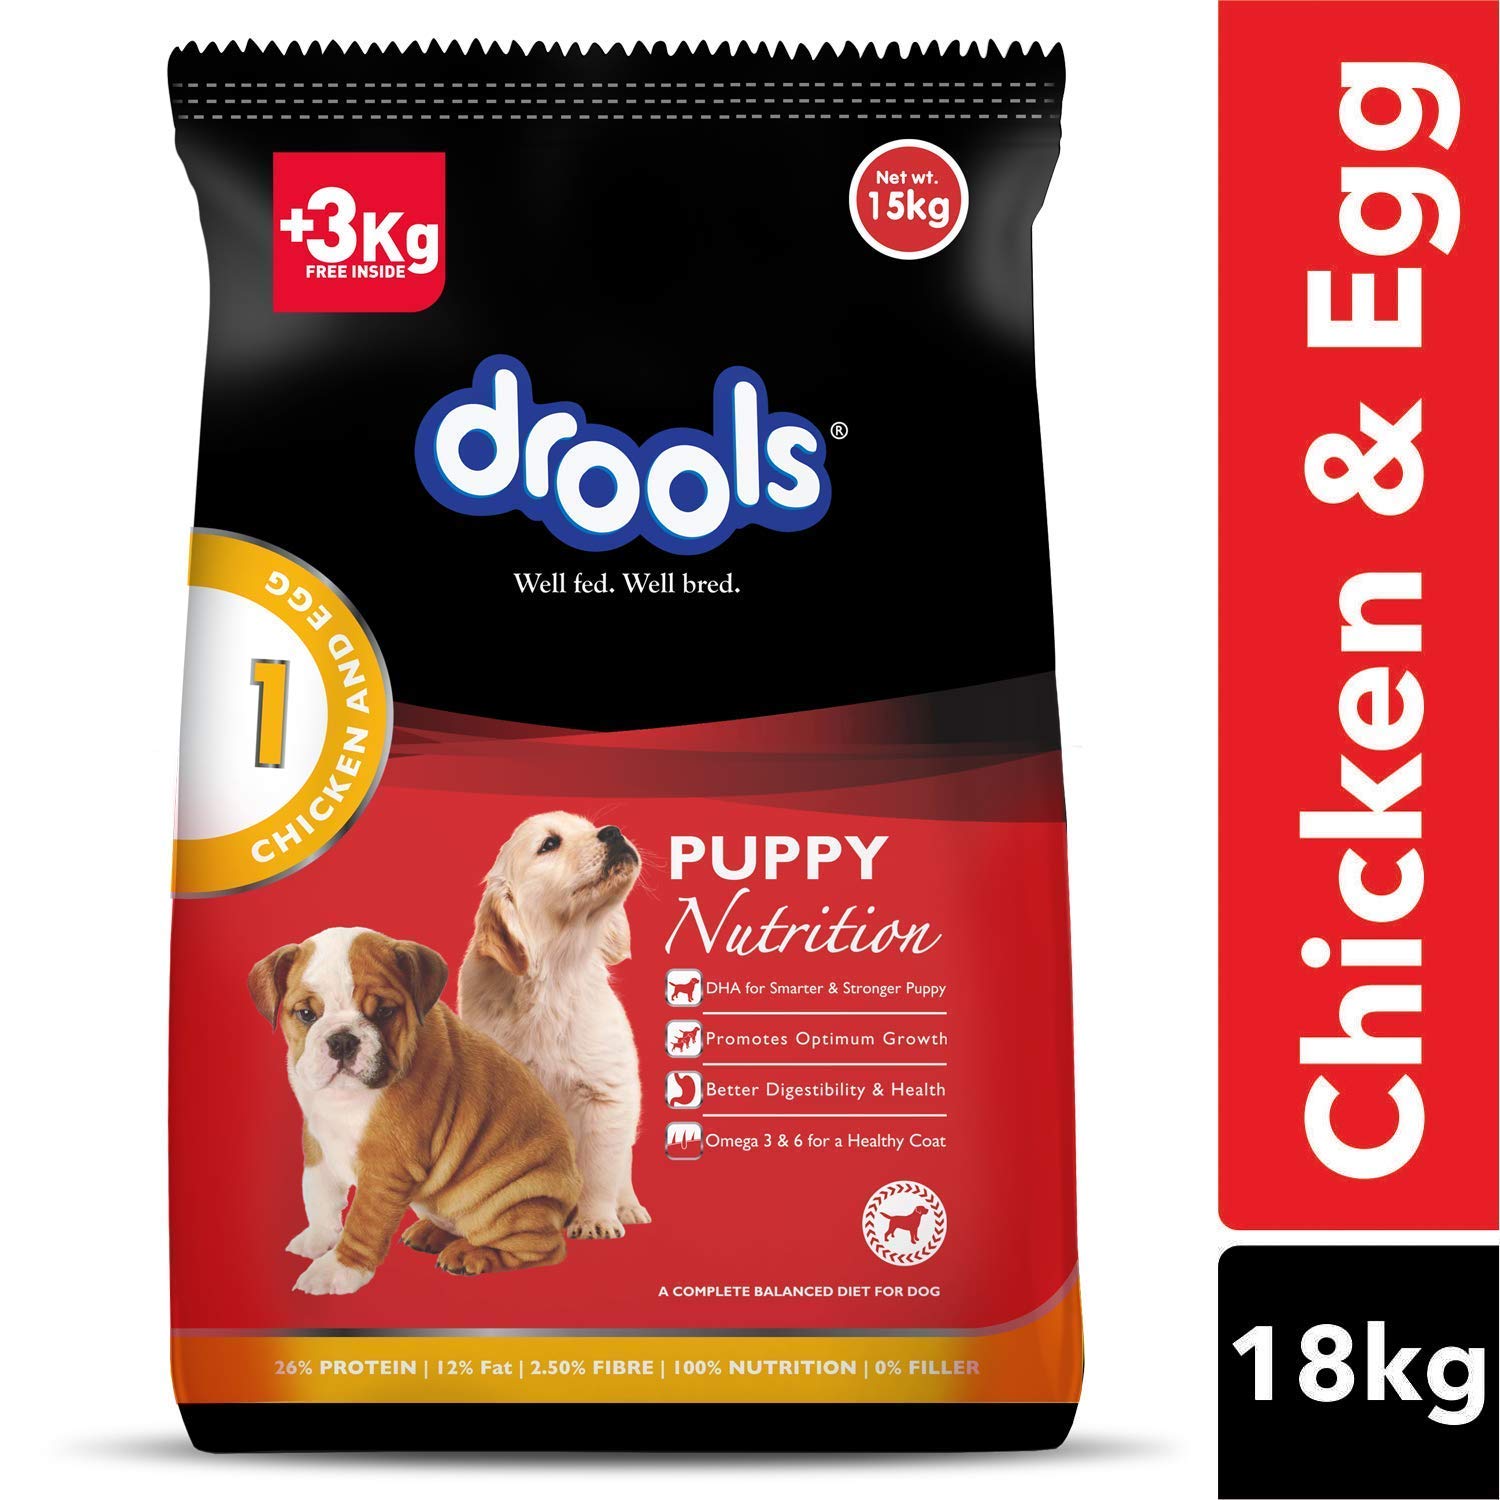 +3Kg
FREE INSIDE
Net wt.
15kg
drools®
Well fed. Well bred.
1
CHICKEN AND EGG
PUPPY
Nutrition
DHA for Smarter & Stronger Puppy
Promotes Optimum Growth
Better Digestibility & Health
Omega 3 & 6 for a Healthy Coat
A COMPLETE BALANCED DIET FOR DOG
26% PROTEIN | 12% Fat | 2.50% FIBRE | 100% NUTRITION | 0% FILLER
Chicken & Egg
18kg